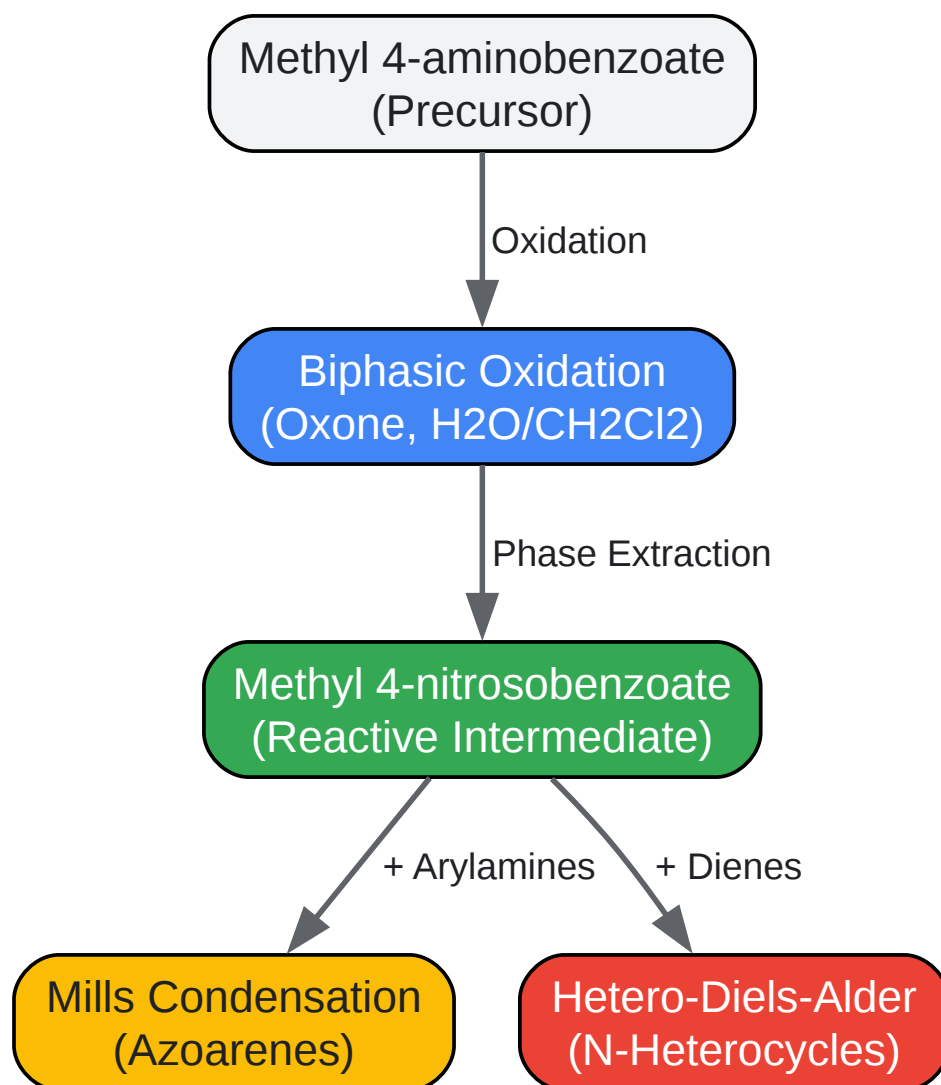 Methyl 4-aminobenzoate
(Precursor)
Oxidation
Biphasic Oxidation
(Oxone, H2O/CH2Cl2)
Phase Extraction
Methyl 4-nitrosobenzoate
(Reactive Intermediate)
+ Arylamines
+ Dienes
Mills Condensation
(Azoarenes)
Hetero-Diels-Alder
(N-Heterocycles)